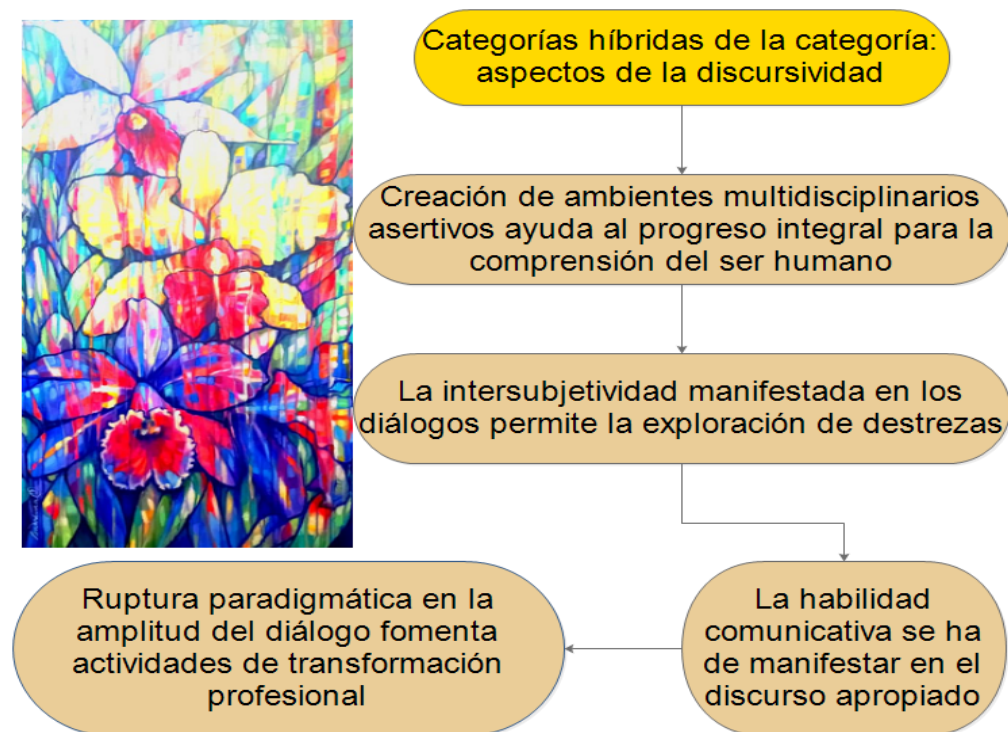 Categorías híbridas de la categoría:
aspectos de la discursividad
Creación de ambientes multidisciplinarios
asertivos ayuda al progreso integral para la
comprensión del ser humano
La intersubjetividad manifestada en los
diálogos permite la exploración de destrezas
La habilidad
comunicativa se ha
de manifestar en el
discurso apropiado
Ruptura paradigmática en la
amplitud del diálogo fomenta
actividades de transformación
profesional